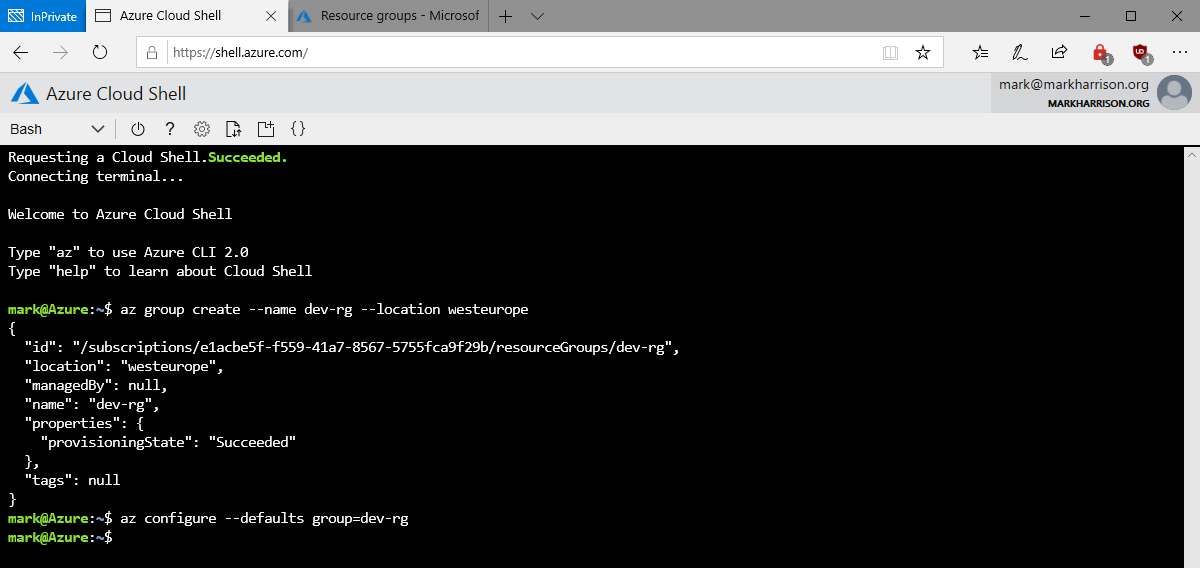 InPrivate
Azure Cloud Shell
Resource groups - Microsof
https://shell.azure.com/
1
UD
1
Azure Cloud Shell
mark@markharrison.org
MARKHARRISON.ORG
Bash
?
{}
Requesting a Cloud Shell.Succeeded.
Connecting terminal...
Welcome to Azure Cloud Shell
Type "az" to use Azure CLI 2.0
Type "help" to learn about Cloud Shell
mark@Azure:~$ az group create --name dev-rg --location westeurope
{
  "id": "/subscriptions/e1acbe5f-f559-41a7-8567-5755fca9f29b/resourceGroups/dev-rg",
  "location": "westeurope",
  "managedBy": null,
  "name": "dev-rg",
  "properties": {
    "provisioningState": "Succeeded"
  },
  "tags": null
}
mark@Azure:~$ az configure --defaults group=dev-rg
mark@Azure:~$